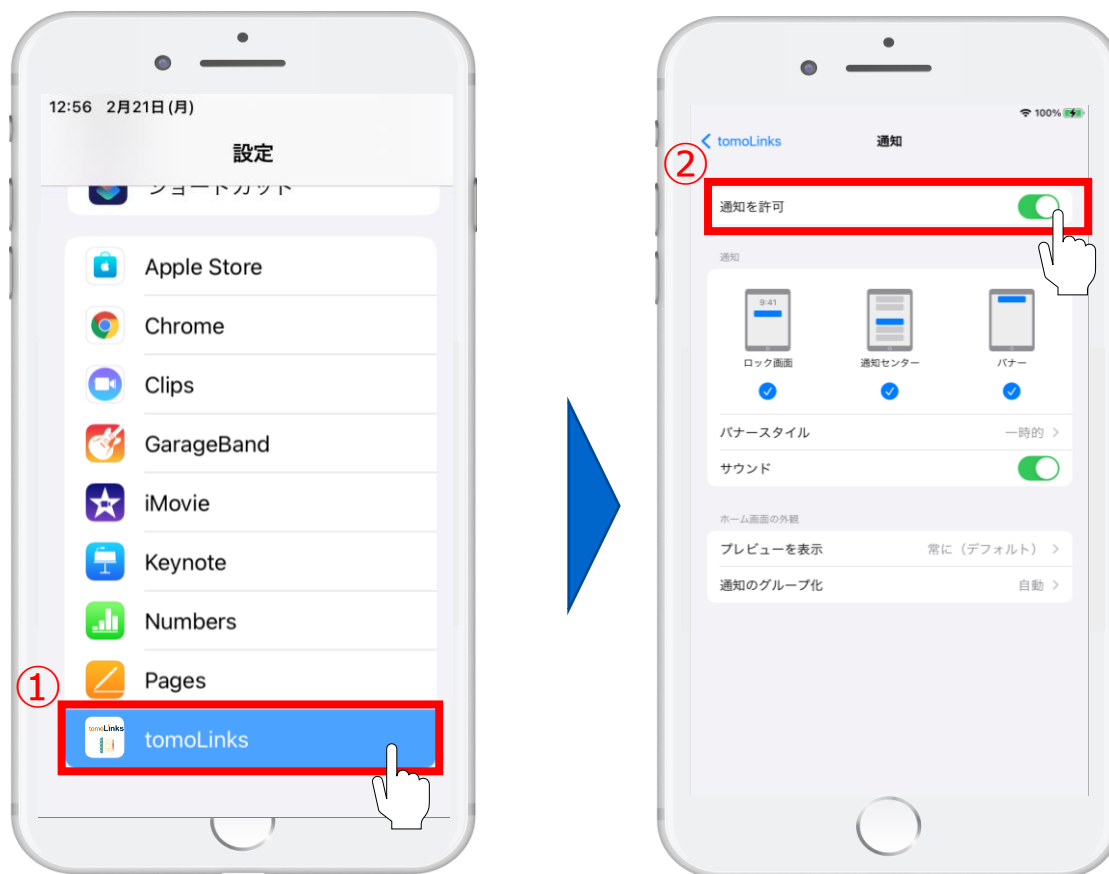 12:56 2月21日(月)
設定
ショートカット
Apple Store
Chrome
Clips
GarageBand
iMovie
Keynote
Numbers
Pages
①
tomoLinks
tomoLinks
100%
tomoLinks
通知
②
通知を許可
通知
9:41
ロック画面 通知センター バナー
バナースタイル 一時的
サウンド
ホーム画面の外観
プレビューを表示 常に（デフォルト）
通知のグループ化 自動